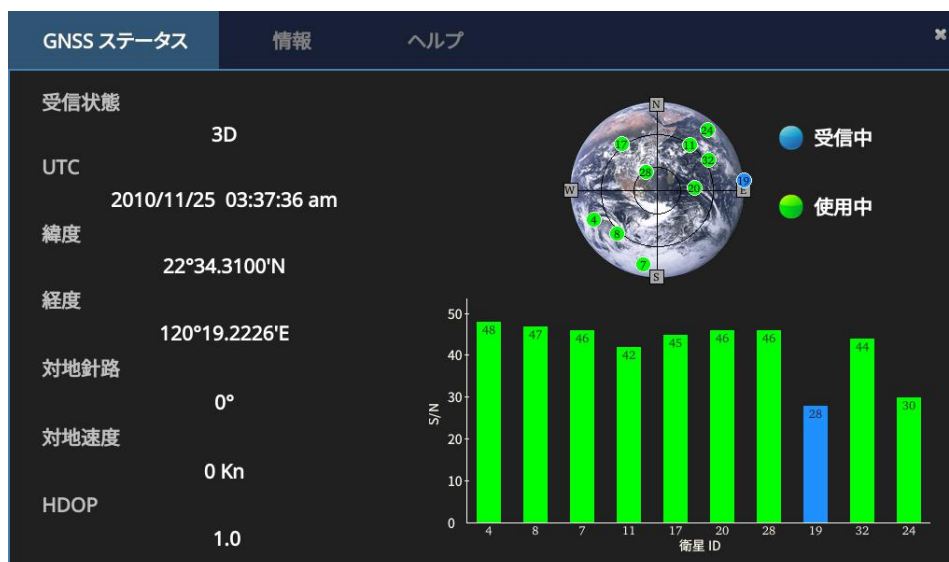 GNSS ステータス
情報
ヘルプ
受信状態
3D
UTC
2010/11/25 03:37:36 am
緯度
22°34.3100'N
経度
120°19.2226'E
対地針路
0°
対地速度
0 Kn
HDOP
1.0
N
24
17
11
32
28
19
20
W
E
4
8
7
S
受信中
使用中
50
40
30
20
10
0
S/N
48
47
46
42
45
46
46
28
44
30
4 8 7 11 17 20 28 19 32 24
衛星 ID